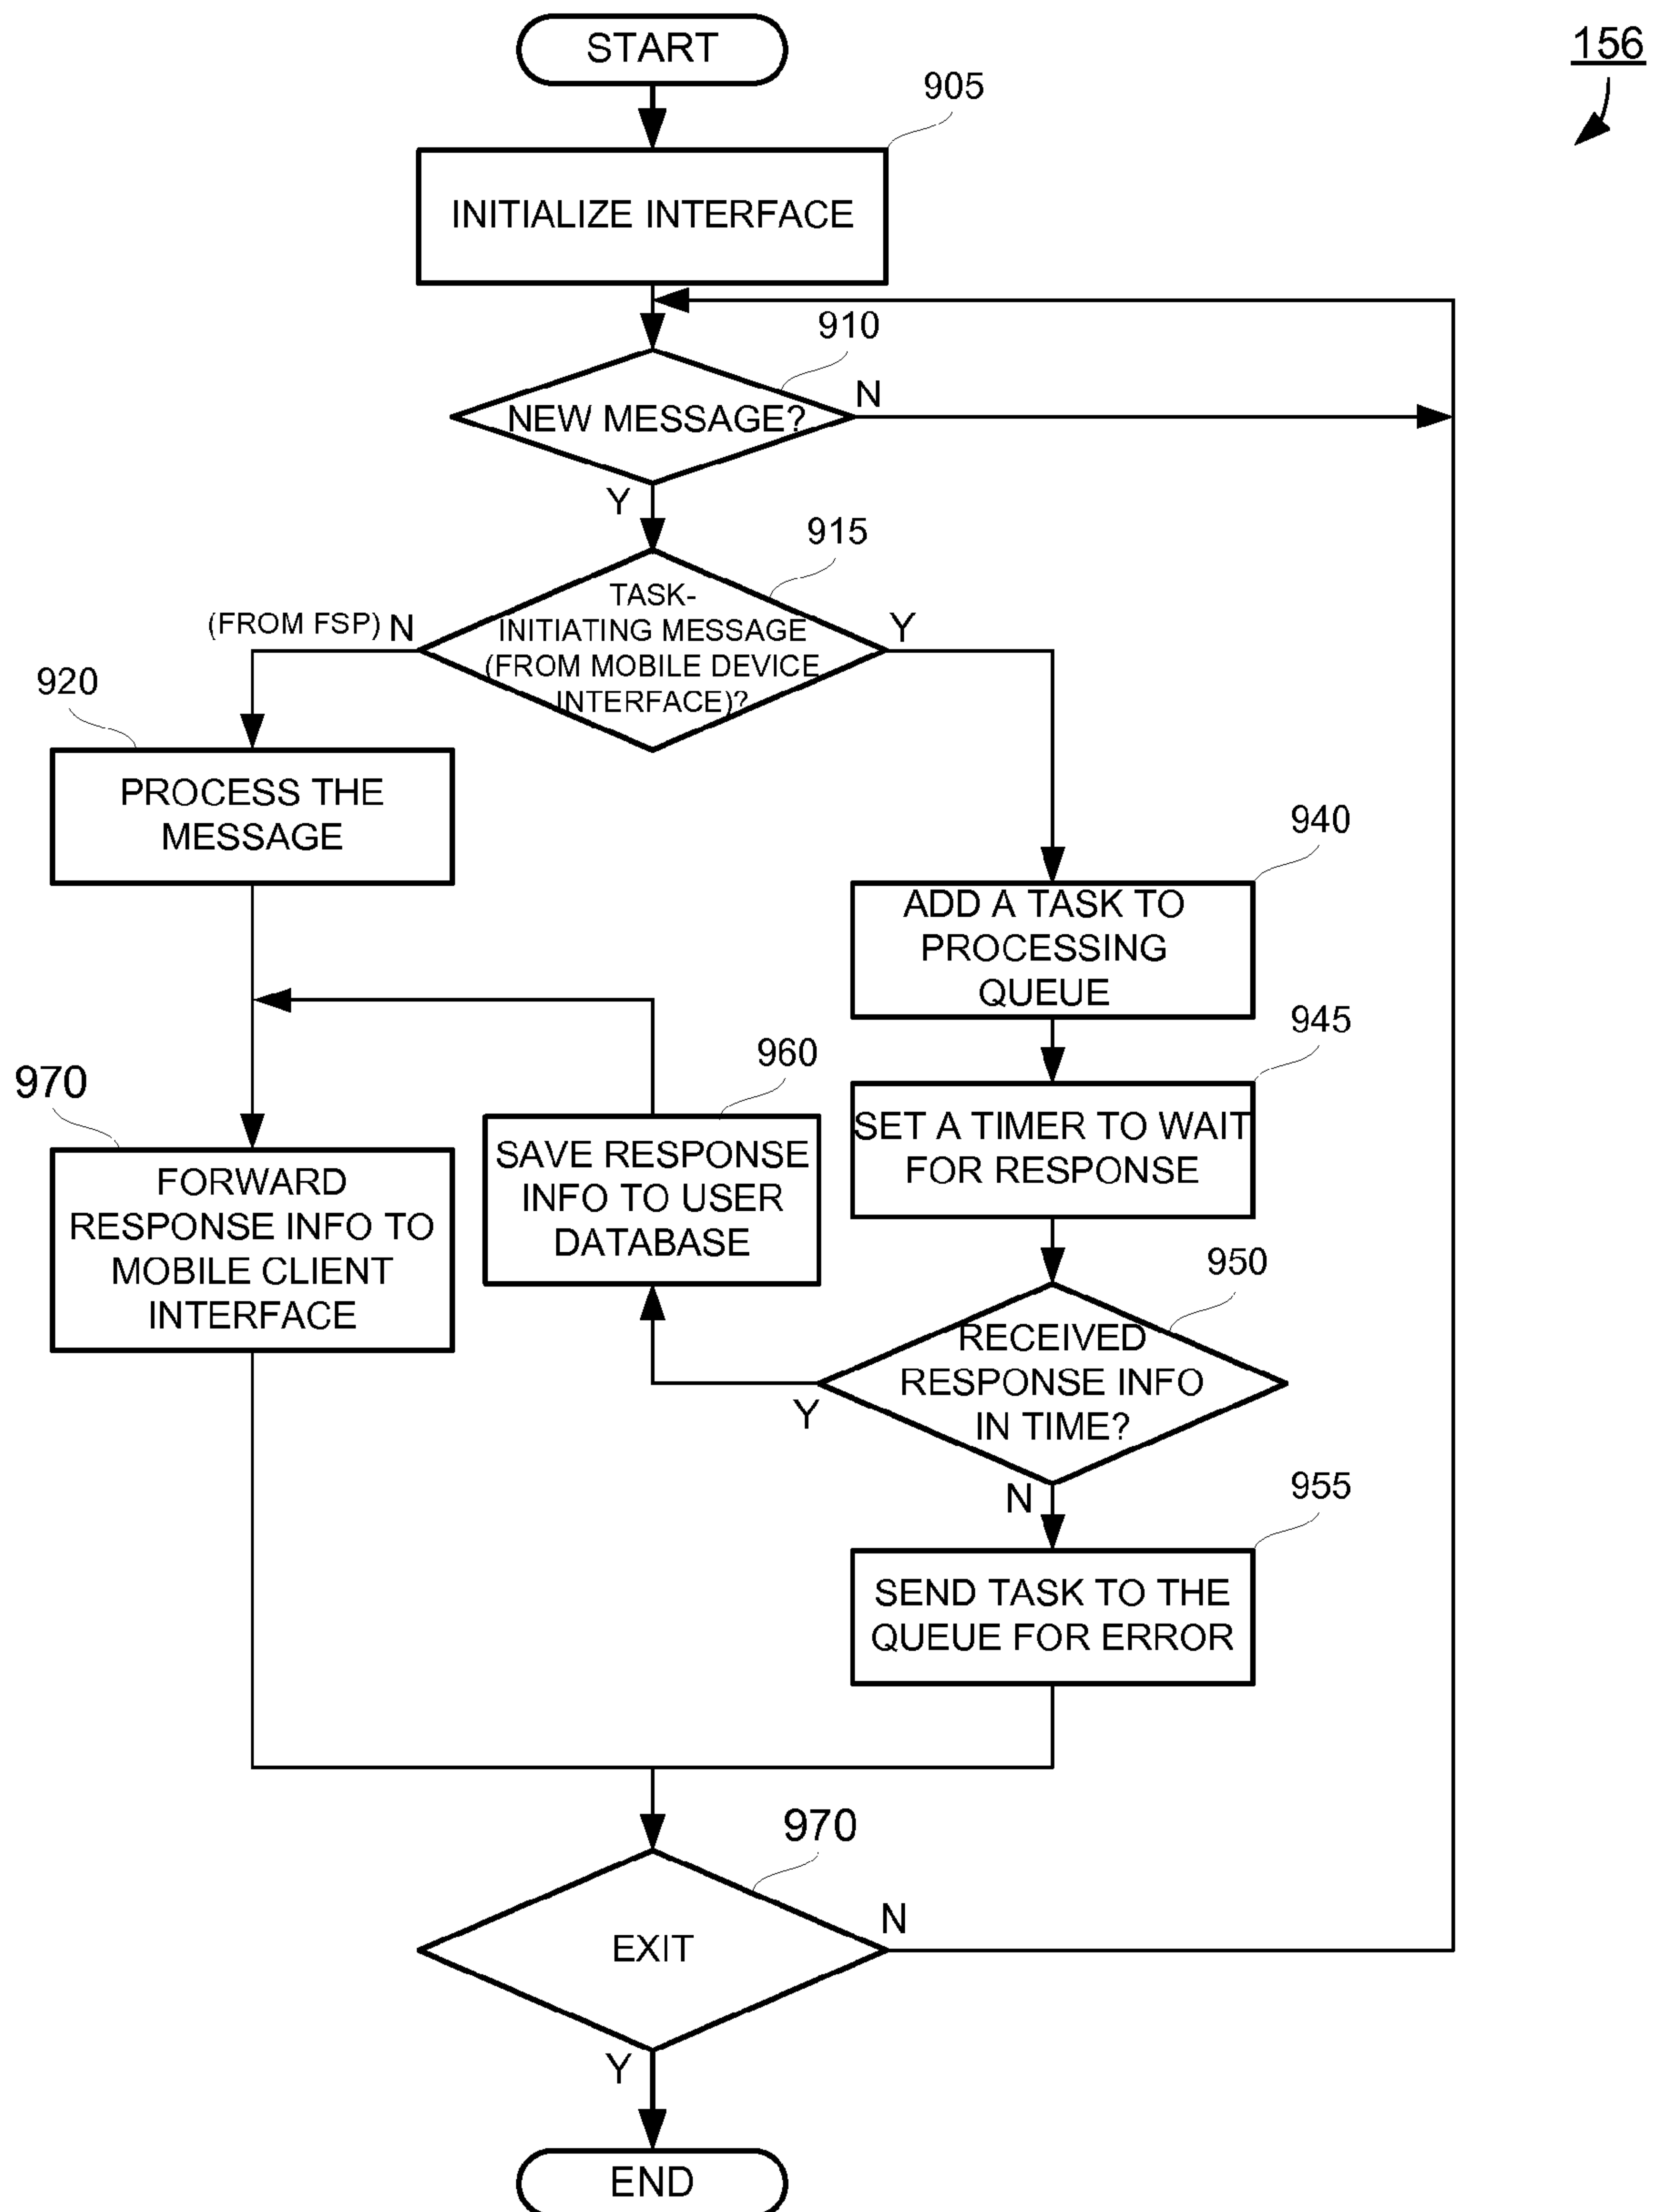 START
156
905
INITIALIZE INTERFACE
910
NEW MESSAGE?
N
Y
915
TASK-
INITIATING MESSAGE
(FROM MOBILE DEVICE
INTERFACE)?
(FROM FSP) N
Y
920
PROCESS THE
MESSAGE
940
ADD A TASK TO
PROCESSING
QUEUE
945
SET A TIMER TO WAIT
FOR RESPONSE
960
SAVE RESPONSE
INFO TO USER
DATABASE
970
FORWARD
RESPONSE INFO TO
MOBILE CLIENT
INTERFACE
950
RECEIVED
RESPONSE INFO
IN TIME?
Y
N
955
SEND TASK TO THE
QUEUE FOR ERROR
970
EXIT
N
Y
END